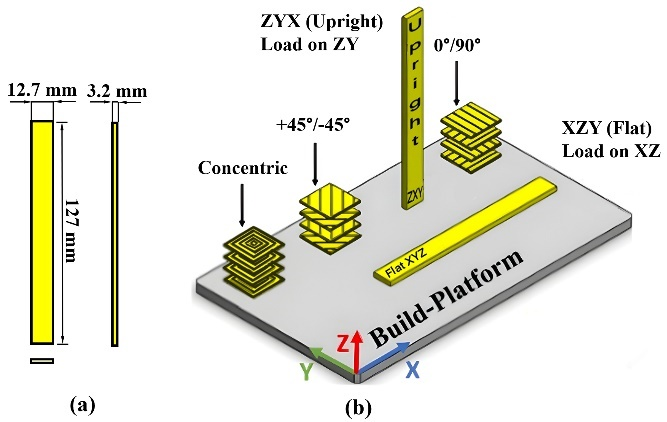 ZYX (Upright)
Load on ZY
0°/90°
12.7 mm
3.2 mm
Upright
+45°/-45°
XZY (Flat)
Load on XZ
Concentric
127 mm
ZXY
Flat XYZ
Build-Platform
Z
Y
X
(a)
(b)